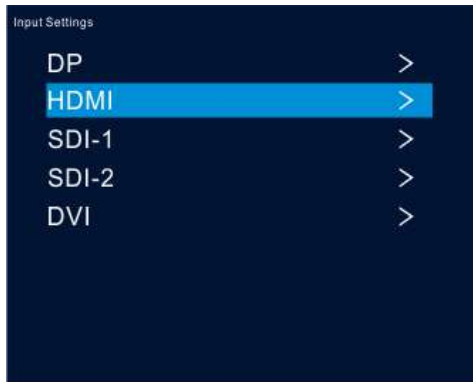 Input Settings
DP >
HDMI >
SDI-1 >
SDI-2 >
DVI >